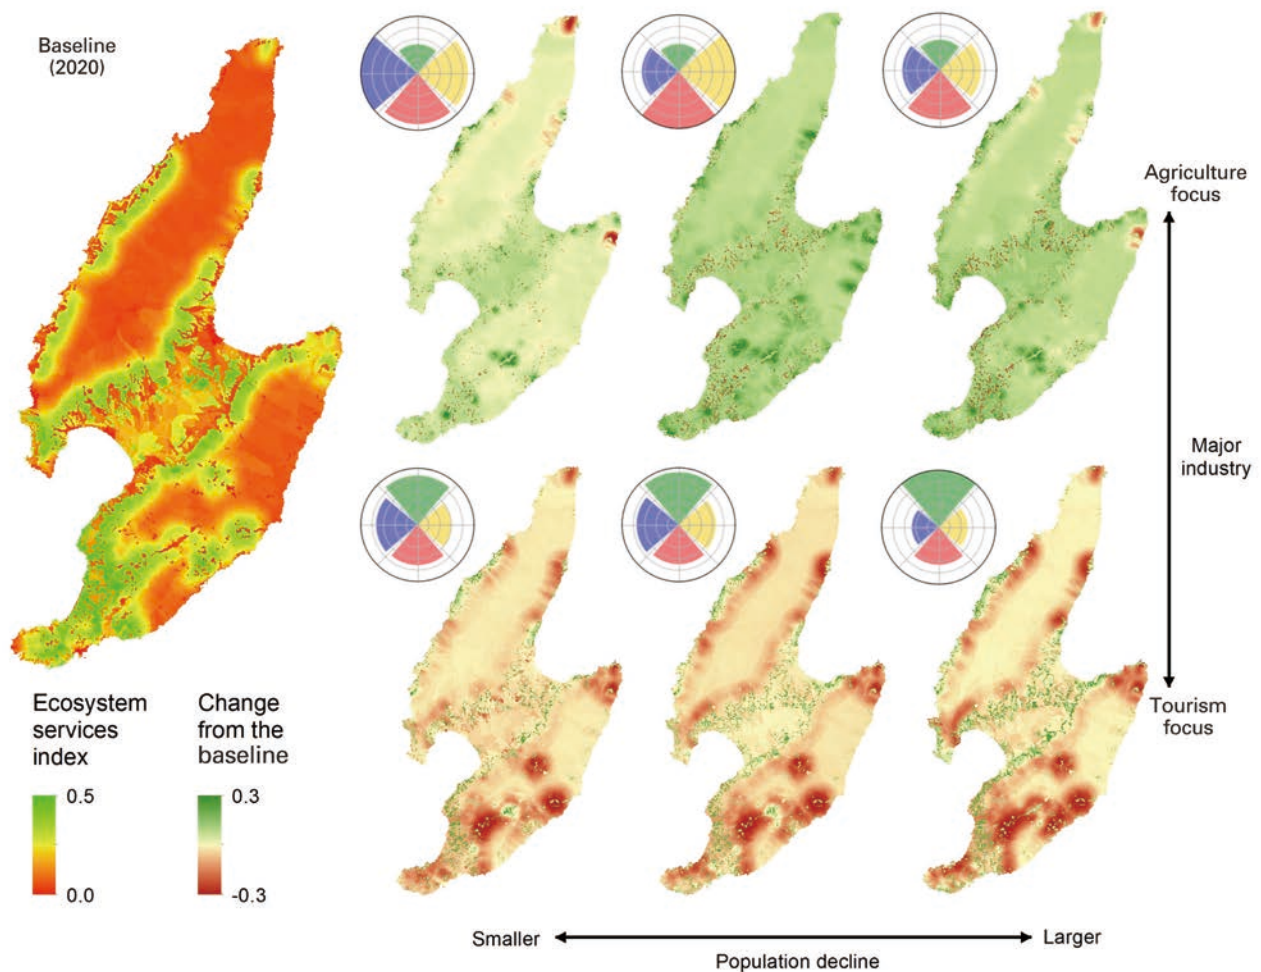 Baseline
(2020)
Agriculture
focus
Major
industry
Tourism
focus
Ecosystem
services
index
0.5
0.0
Change
from the
baseline
0.3
-0.3
Smaller
Larger
Population decline